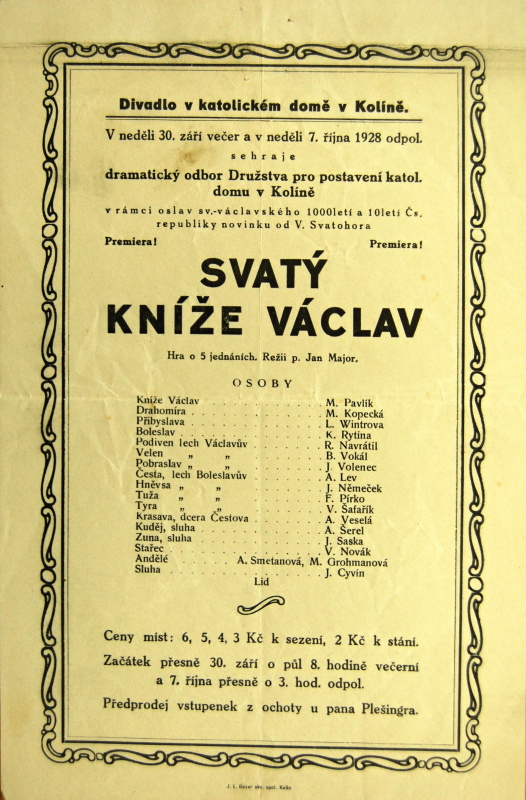 Divadlo v katolickém domě v Kolíně.
V neděli 30. září večer a v neděli 7. října 1928 odpol.
sehraje
dramatický odbor Družstva pro postavení katol.
domu v Kolíně
v rámci oslav sv.-václavského 1000letí a 10letí Čs.
republiky novinku od V. Svatohora
Premiera! Premiera!
SVATÝ
KNÍŽE VÁCLAV
Hra o 5 jednáních. Režii p. Jan Major.
OSOBY
Kníže Václav . . . . . . . . . . . M. Pavlík
Drahomíra . . . . . . . . . . . M. Kopecká
Přibyslava . . . . . . . . . . . L. Wintrova
Boleslav . . . . . . . . . . . K. Rytina
Podiven lech Václavův . . . . . . . R. Navrátil
Velen „ „ . . . . . . . B. Vokál
Pobraslav „ „ . . . . . . . J. Volenec
Česta, lech Boleslavův . . . . . . . A. Lev
Hněvsa „ „ . . . . . . . J. Němeček
Tuža „ „ . . . . . . . F. Pírko
Tyra „ „ . . . . . . . V. Šafařík
Krasava, dcera Čestova . . . . . . . A. Veselá
Kuděj, sluha . . . . . . . . . . A. Šerel
Zuna, sluha . . . . . . . . . . J. Saska
Stařec . . . . . . . . . . . V. Novák
Andělé . . . . . A. Smetanová, M. Grohmanová
Sluha . . . . . . . . . . . J. Cyvín
Lid
Ceny míst: 6, 5, 4, 3 Kč k sezení, 2 Kč k stání.
Začátek přesně 30. září o půl 8. hodině večerní
a 7. října přesně o 3. hod. odpol.
Předprodej vstupenek z ochoty u pana Plešingra.
J. L. Bayer akc. spol. Kolín